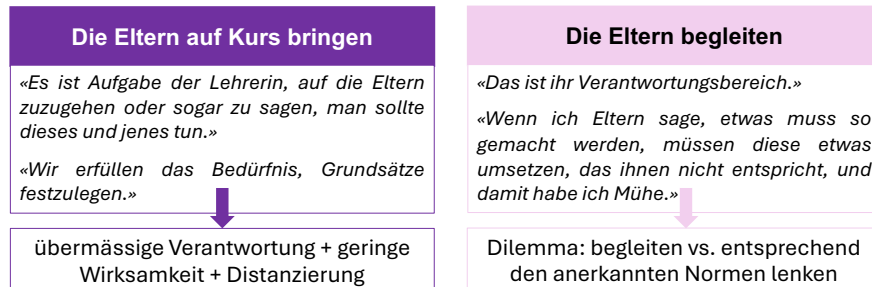 Die Eltern auf Kurs bringen
«Es ist Aufgabe der Lehrerin, auf die Eltern
zuzugehen oder sogar zu sagen, man sollte
dieses und jenes tun.»
«Wir erfüllen das Bedürfnis, Grundsätze
festzulegen.»
übermässige Verantwortung + geringe
Wirksamkeit + Distanzierung
Die Eltern begleiten
«Das ist ihr Verantwortungsbereich.»
«Wenn ich Eltern sage, etwas muss so
gemacht werden, müssen diese etwas
umsetzen, das ihnen nicht entspricht, und
damit habe ich Mühe.»
Dilemma: begleiten vs. entsprechend
den anerkannten Normen lenken